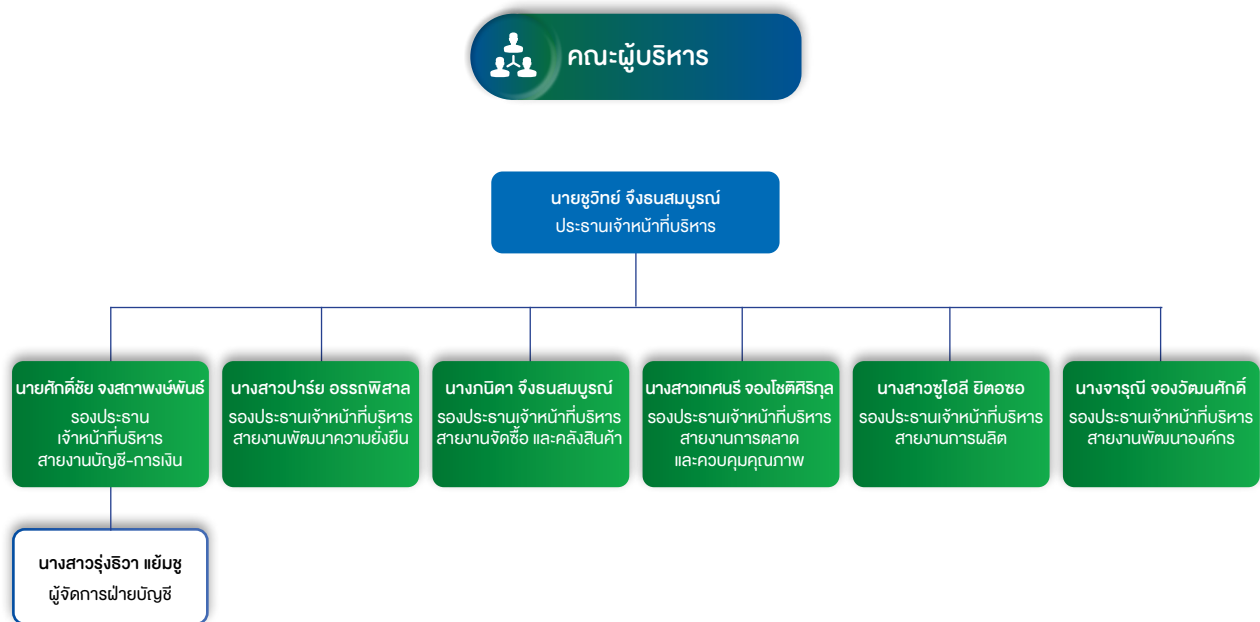 คณะผู้บริหาร
นายชูวิทย์ จึงธนสมบูรณ์
ประธานเจ้าหน้าที่บริหาร
นายศักดิ์ชัย จงสถาพงษ์พันธ์
รองประธาน
เจ้าหน้าที่บริหาร
สายงานบัญชี-การเงิน
นางสาวปาร์ย อรรถพิสาล
รองประธานเจ้าหน้าที่บริหาร
สายงานพัฒนาความยั่งยืน
นางภนิดา จึงธนสมบูรณ์
รองประธานเจ้าหน้าที่บริหาร
สายงานจัดซื้อ และคลังสินค้า
นางสาวเกศนรี จองโชติศิริกุล
รองประธานเจ้าหน้าที่บริหาร
สายงานการตลาด
และควบคุมคุณภาพ
นางสาวซูไฮลี ยิตอซอ
รองประธานเจ้าหน้าที่บริหาร
สายงานการผลิต
นางจารุณี จองวัฒนศักดิ์
รองประธานเจ้าหน้าที่บริหาร
สายงานพัฒนาองค์กร
นางสาวรุ่งธิวา แย้มชู
ผู้จัดการฝ่ายบัญชี